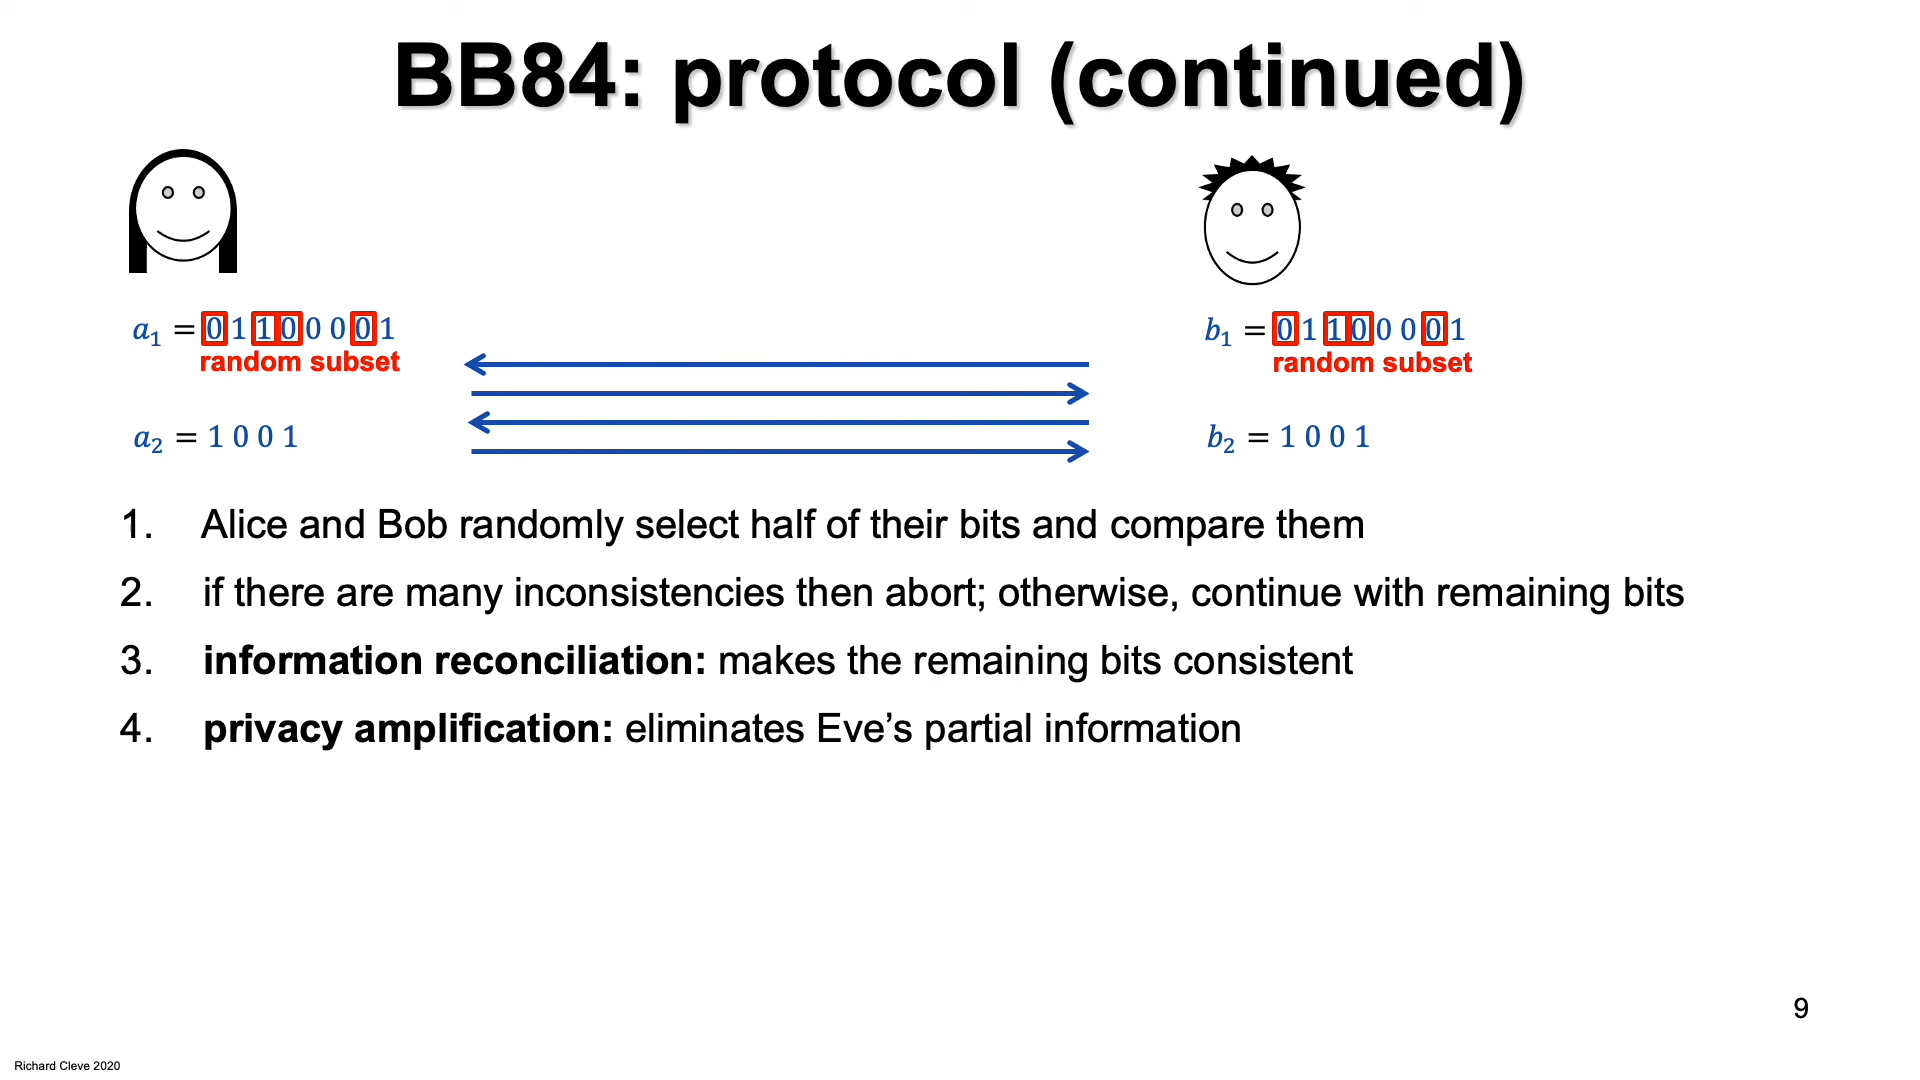 BB84: protocol (continued)
a₁ = 0 1 1 0 0 0 0 1
random subset
b₁ = 0 1 1 0 0 0 0 1
random subset
a₂ = 1 0 0 1
b₂ = 1 0 0 1
1. Alice and Bob randomly select half of their bits and compare them
2. if there are many inconsistencies then abort; otherwise, continue with remaining bits
3. information reconciliation: makes the remaining bits consistent
4. privacy amplification: eliminates Eve’s partial information
9
Richard Cleve 2020